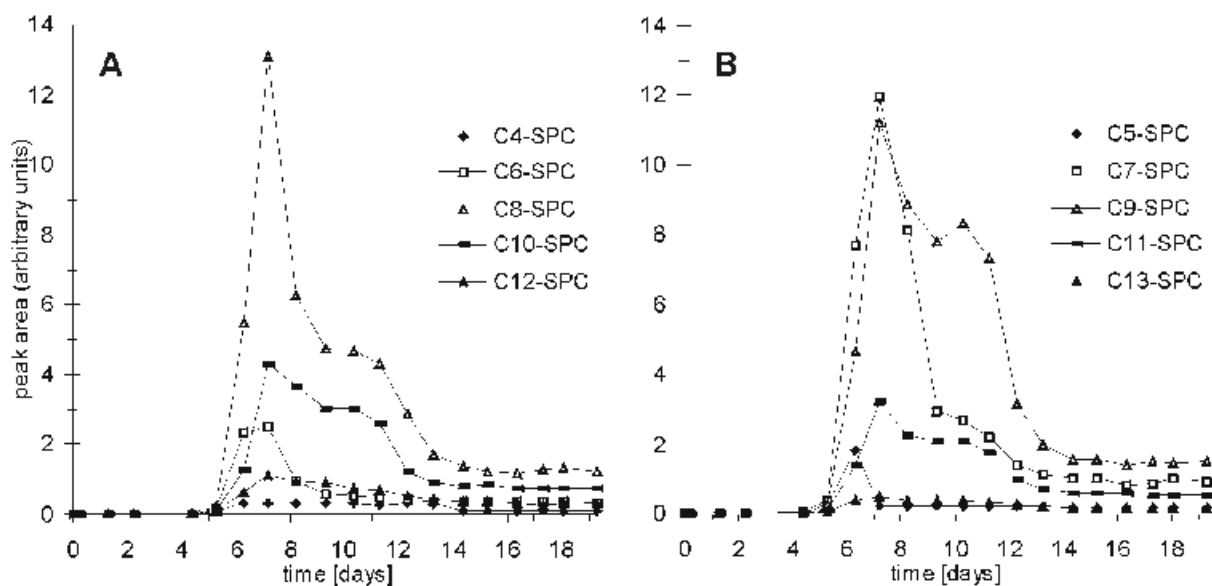 A
14
12
10
8
6
4
2
0
peak area (arbitrary units)
C4-SPC
C6-SPC
C8-SPC
C10-SPC
C12-SPC
0 2 4 6 8 10 12 14 16 18
time [days]
B
14
12
10
8
6
4
2
0
C5-SPC
C7-SPC
C9-SPC
C11-SPC
C13-SPC
0 2 4 6 8 10 12 14 16 18
time [days]